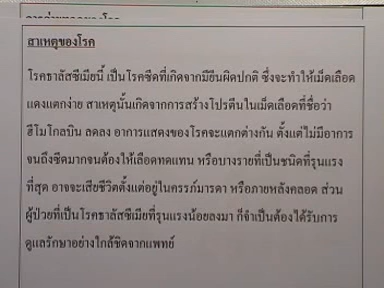 สาเหตุของโรค
โรคธาลัสซีเมียนี้ เป็นโรคซีดที่เกิดจากมียีนผิดปกติ ซึ่งจะทำให้เม็ดเลือด
แดงแตกง่าย สาเหตุนั้นเกิดจากการสร้างโปรตีนในเม็ดเลือดที่ชื่อว่า
ฮีโมโกลบิน ลดลง อาการแสดงของโรคจะแตกต่างกัน ตั้งแต่ไม่มีอาการ
จนถึงซีดมากจนต้องให้เลือดทดแทน หรือบางรายที่เป็นชนิดที่รุนแรง
ที่สุด อาจจะเสียชีวิตตั้งแต่อยู่ในครรภ์มารดา หรือภายหลังคลอด ส่วน
ผู้ป่วยที่เป็นโรคธาลัสซีเมียที่รุนแรงน้อยลงมา ก็จำเป็นต้องได้รับการ
ดูแลรักษาอย่างใกล้ชิดจากแพทย์